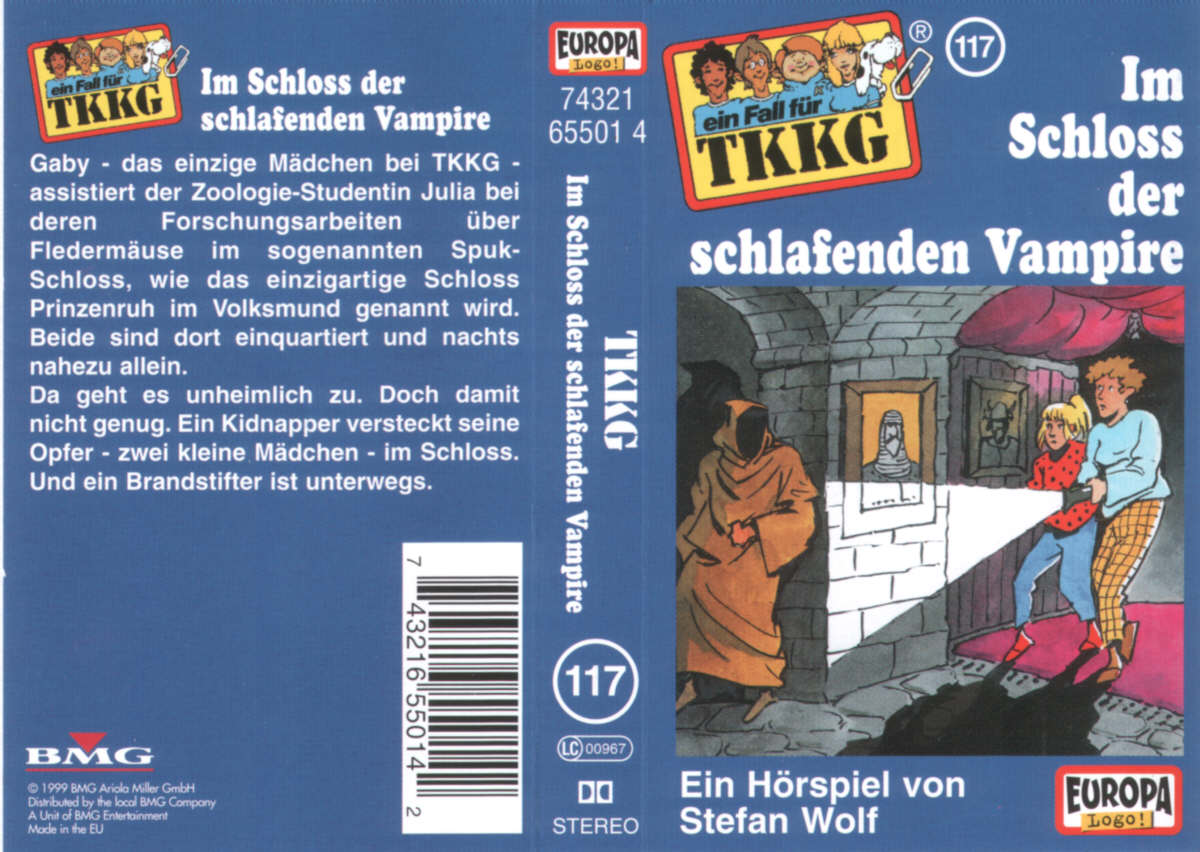 ein Fall für
TKKG
Im Schloss der
schlafenden Vampire
Gaby - das einzige Mädchen bei TKKG -
assistiert der Zoologie-Studentin Julia bei
deren Forschungsarbeiten über
Fledermäuse im sogenannten Spuk-
Schloss, wie das einzigartige Schloss
Prinzenruh im Volksmund genannt wird.
Beide sind dort einquartiert und nachts
nahezu allein.
Da geht es unheimlich zu. Doch damit
nicht genug. Ein Kidnapper versteckt seine
Opfer - zwei kleine Mädchen - im Schloss.
Und ein Brandstifter ist unterwegs.
7 43216 55014 2
BMG
© 1999 BMG Ariola Miller GmbH
Distributed by the local BMG Company
A Unit of BMG Entertainment
Made in the EU
EUROPA
Logo!
74321
65501 4
Im Schloss der schlafenden Vampire
TKKG
117
LC 00967
STEREO
ein Fall für
TKKG
®
117
Im
Schloss
der
schlafenden Vampire
Ein Hörspiel von
Stefan Wolf
EUROPA
Logo!